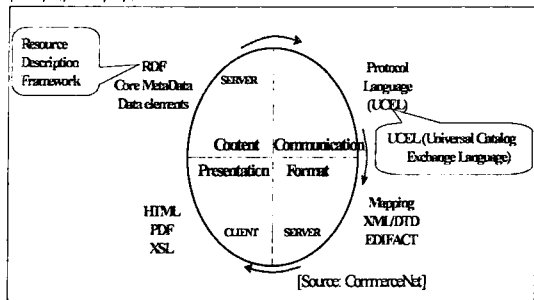 Resource
Description
Framework
RDF
Core MetaData
Data elements
SERVER
Protocol
Language
(UCEL)
UCEL (Universal Catalog
Exchange Language)
Content
Communication
Presentation
Format
HTML
PDF
XSL
CLIENT
SERVER
Mapping
XML/DTD
EDIFACT
[Source: CommerceNet]